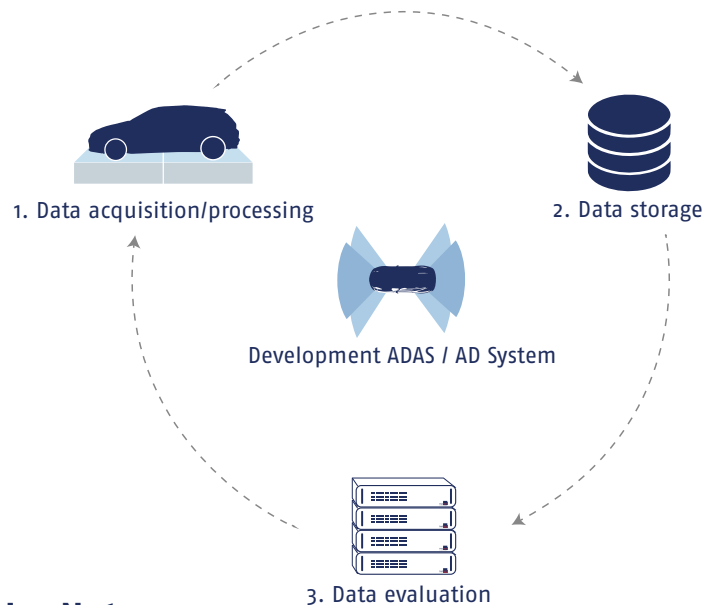 1. Data acquisition/processing
2. Data storage
Development ADAS / AD System
3. Data evaluation